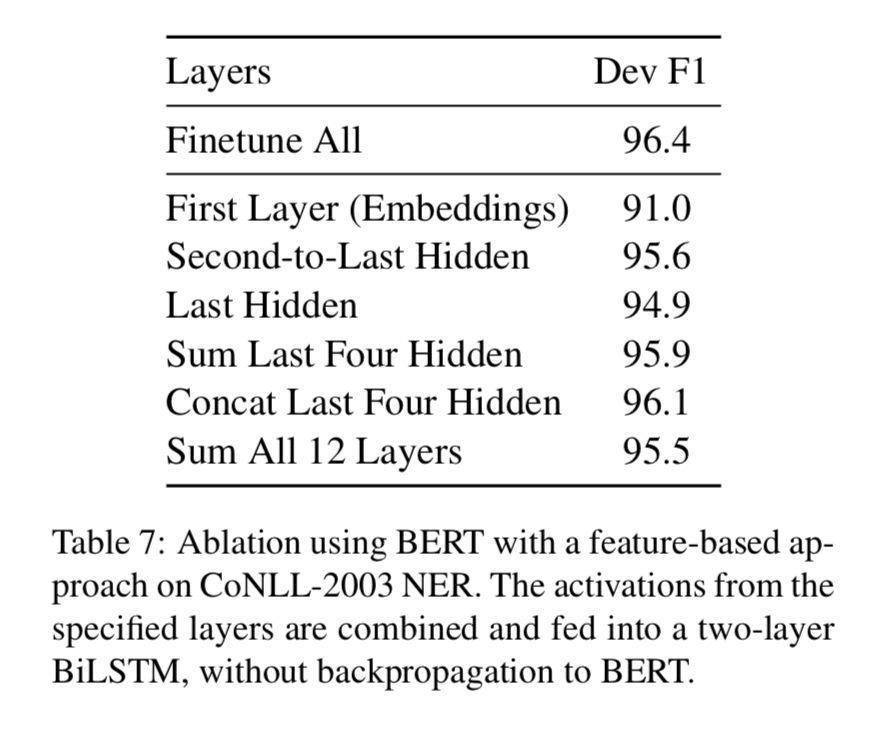 Layers Dev F1
Finetune All 96.4
First Layer (Embeddings) 91.0
Second-to-Last Hidden 95.6
Last Hidden 94.9
Sum Last Four Hidden 95.9
Concat Last Four Hidden 96.1
Sum All 12 Layers 95.5
Table 7: Ablation using BERT with a feature-based ap-
proach on CoNLL-2003 NER. The activations from the
specified layers are combined and fed into a two-layer
BiLSTM, without backpropagation to BERT.